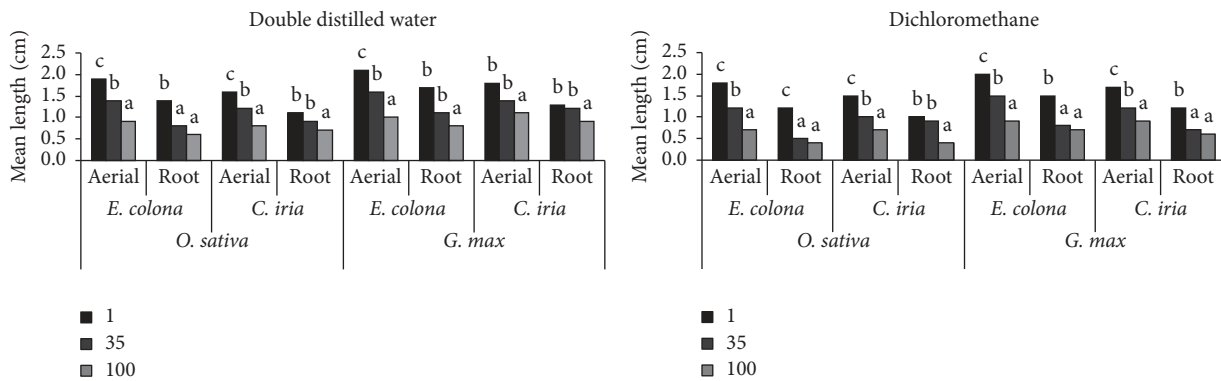 Double distilled water
Mean length (cm)
2.5
2.0
1.5
1.0
0.5
0.0
c b a b a a c b a b b a c b a b a a b b a b b a
Aerial Root Aerial Root Aerial Root Aerial Root
E. colona C. iria E. colona C. iria
O. sativa G. max
1
35
100
Dichloromethane
Mean length (cm)
2.5
2.0
1.5
1.0
0.5
0.0
c b a c a a c b a b b a c b a b a a c b a b a a
Aerial Root Aerial Root Aerial Root Aerial Root
E. colona C. iria E. colona C. iria
O. sativa G. max
1
35
100